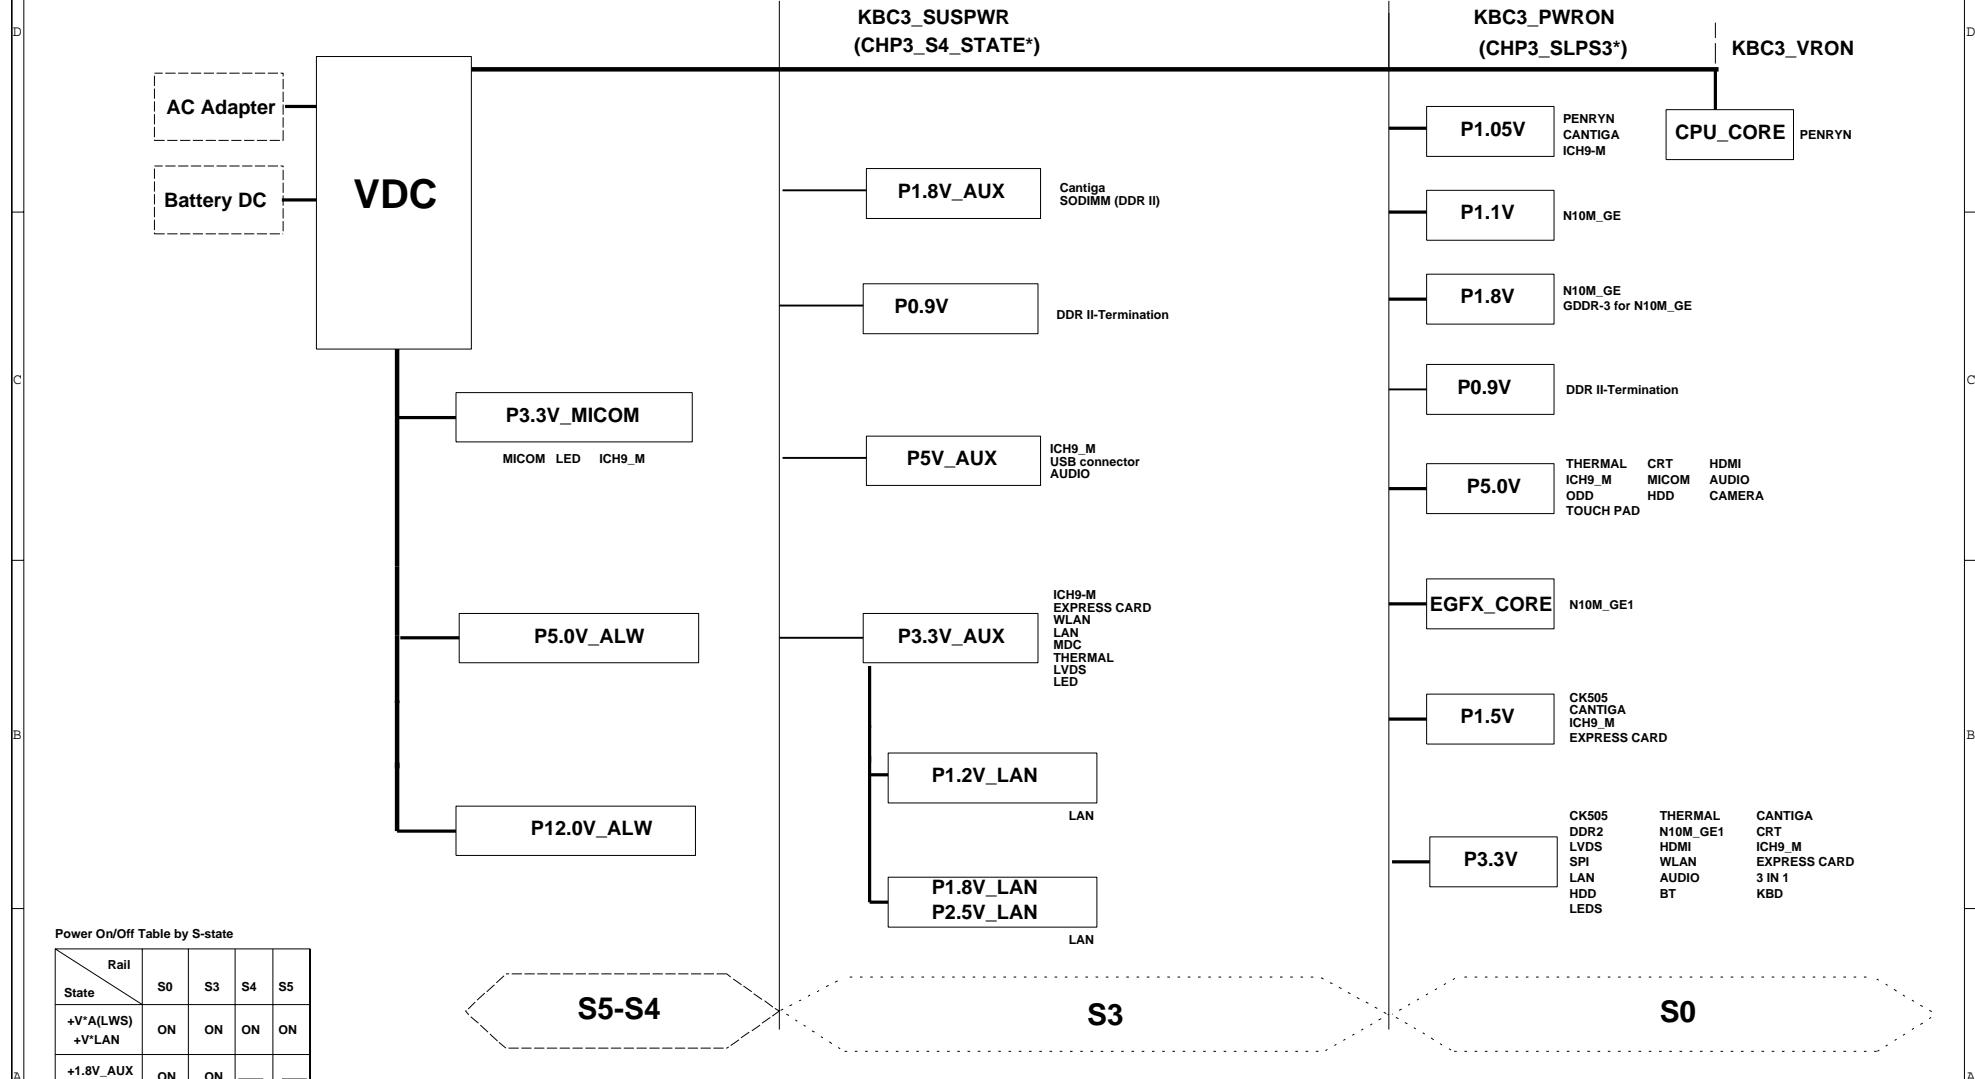 D
KBC3_SUSPWR
(CHP3_S4_STATE*)
KBC3_PWRON
(CHP3_SLPS3*)
KBC3_VRON
D
AC Adapter
Battery DC
VDC
P3.3V_MICOM
MICOM LED ICH9_M
P5.0V_ALW
P12.0V_ALW
P1.8V_AUX
Cantiga
SODIMM (DDR II)
P0.9V
DDR II-Termination
P5V_AUX
ICH9_M
USB connector
AUDIO
P3.3V_AUX
ICH9-M
EXPRESS CARD
WLAN
LAN
MDC
THERMAL
LVDS
LED
P1.2V_LAN
LAN
P1.8V_LAN
P2.5V_LAN
LAN
P1.05V
PENRYN
CANTIGA
ICH9-M
CPU_CORE
PENRYN
P1.1V
N10M_GE
P1.8V
N10M_GE
GDDR-3 for N10M_GE
P0.9V
DDR II-Termination
P5.0V
THERMAL CRT HDMI
ICH9_M MICOM AUDIO
ODD HDD CAMERA
TOUCH PAD
EGFX_CORE
N10M_GE1
P1.5V
CK505
CANTIGA
ICH9_M
EXPRESS CARD
P3.3V
CK505 THERMAL CANTIGA
DDR2 N10M_GE1 CRT
LVDS HDMI ICH9_M
SPI WLAN EXPRESS CARD
LAN AUDIO 3 IN 1
HDD BT KBD
LEDS
C
C
B
B
Power On/Off Table by S-state
Rail
State S0 S3 S4 S5
+V*A(LWS)
+V*LAN
ON ON ON ON
+1.8V_AUX
ON ON
S5-S4
S3
S0
A
A